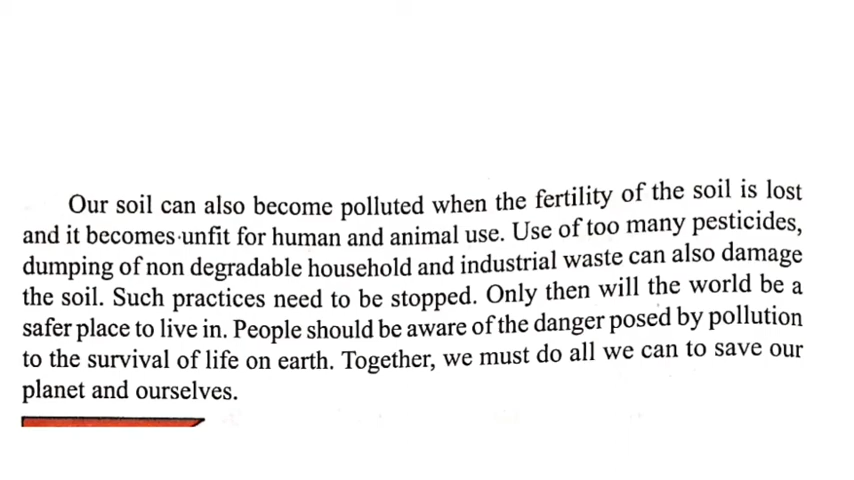 Our soil can also become polluted when the fertility of the soil is lost
and it becomes unfit for human and animal use. Use of too many pesticides,
dumping of non degradable household and industrial waste can also damage
the soil. Such practices need to be stopped. Only then will the world be a
safer place to live in. People should be aware of the danger posed by pollution
to the survival of life on earth. Together, we must do all we can to save our
planet and ourselves.